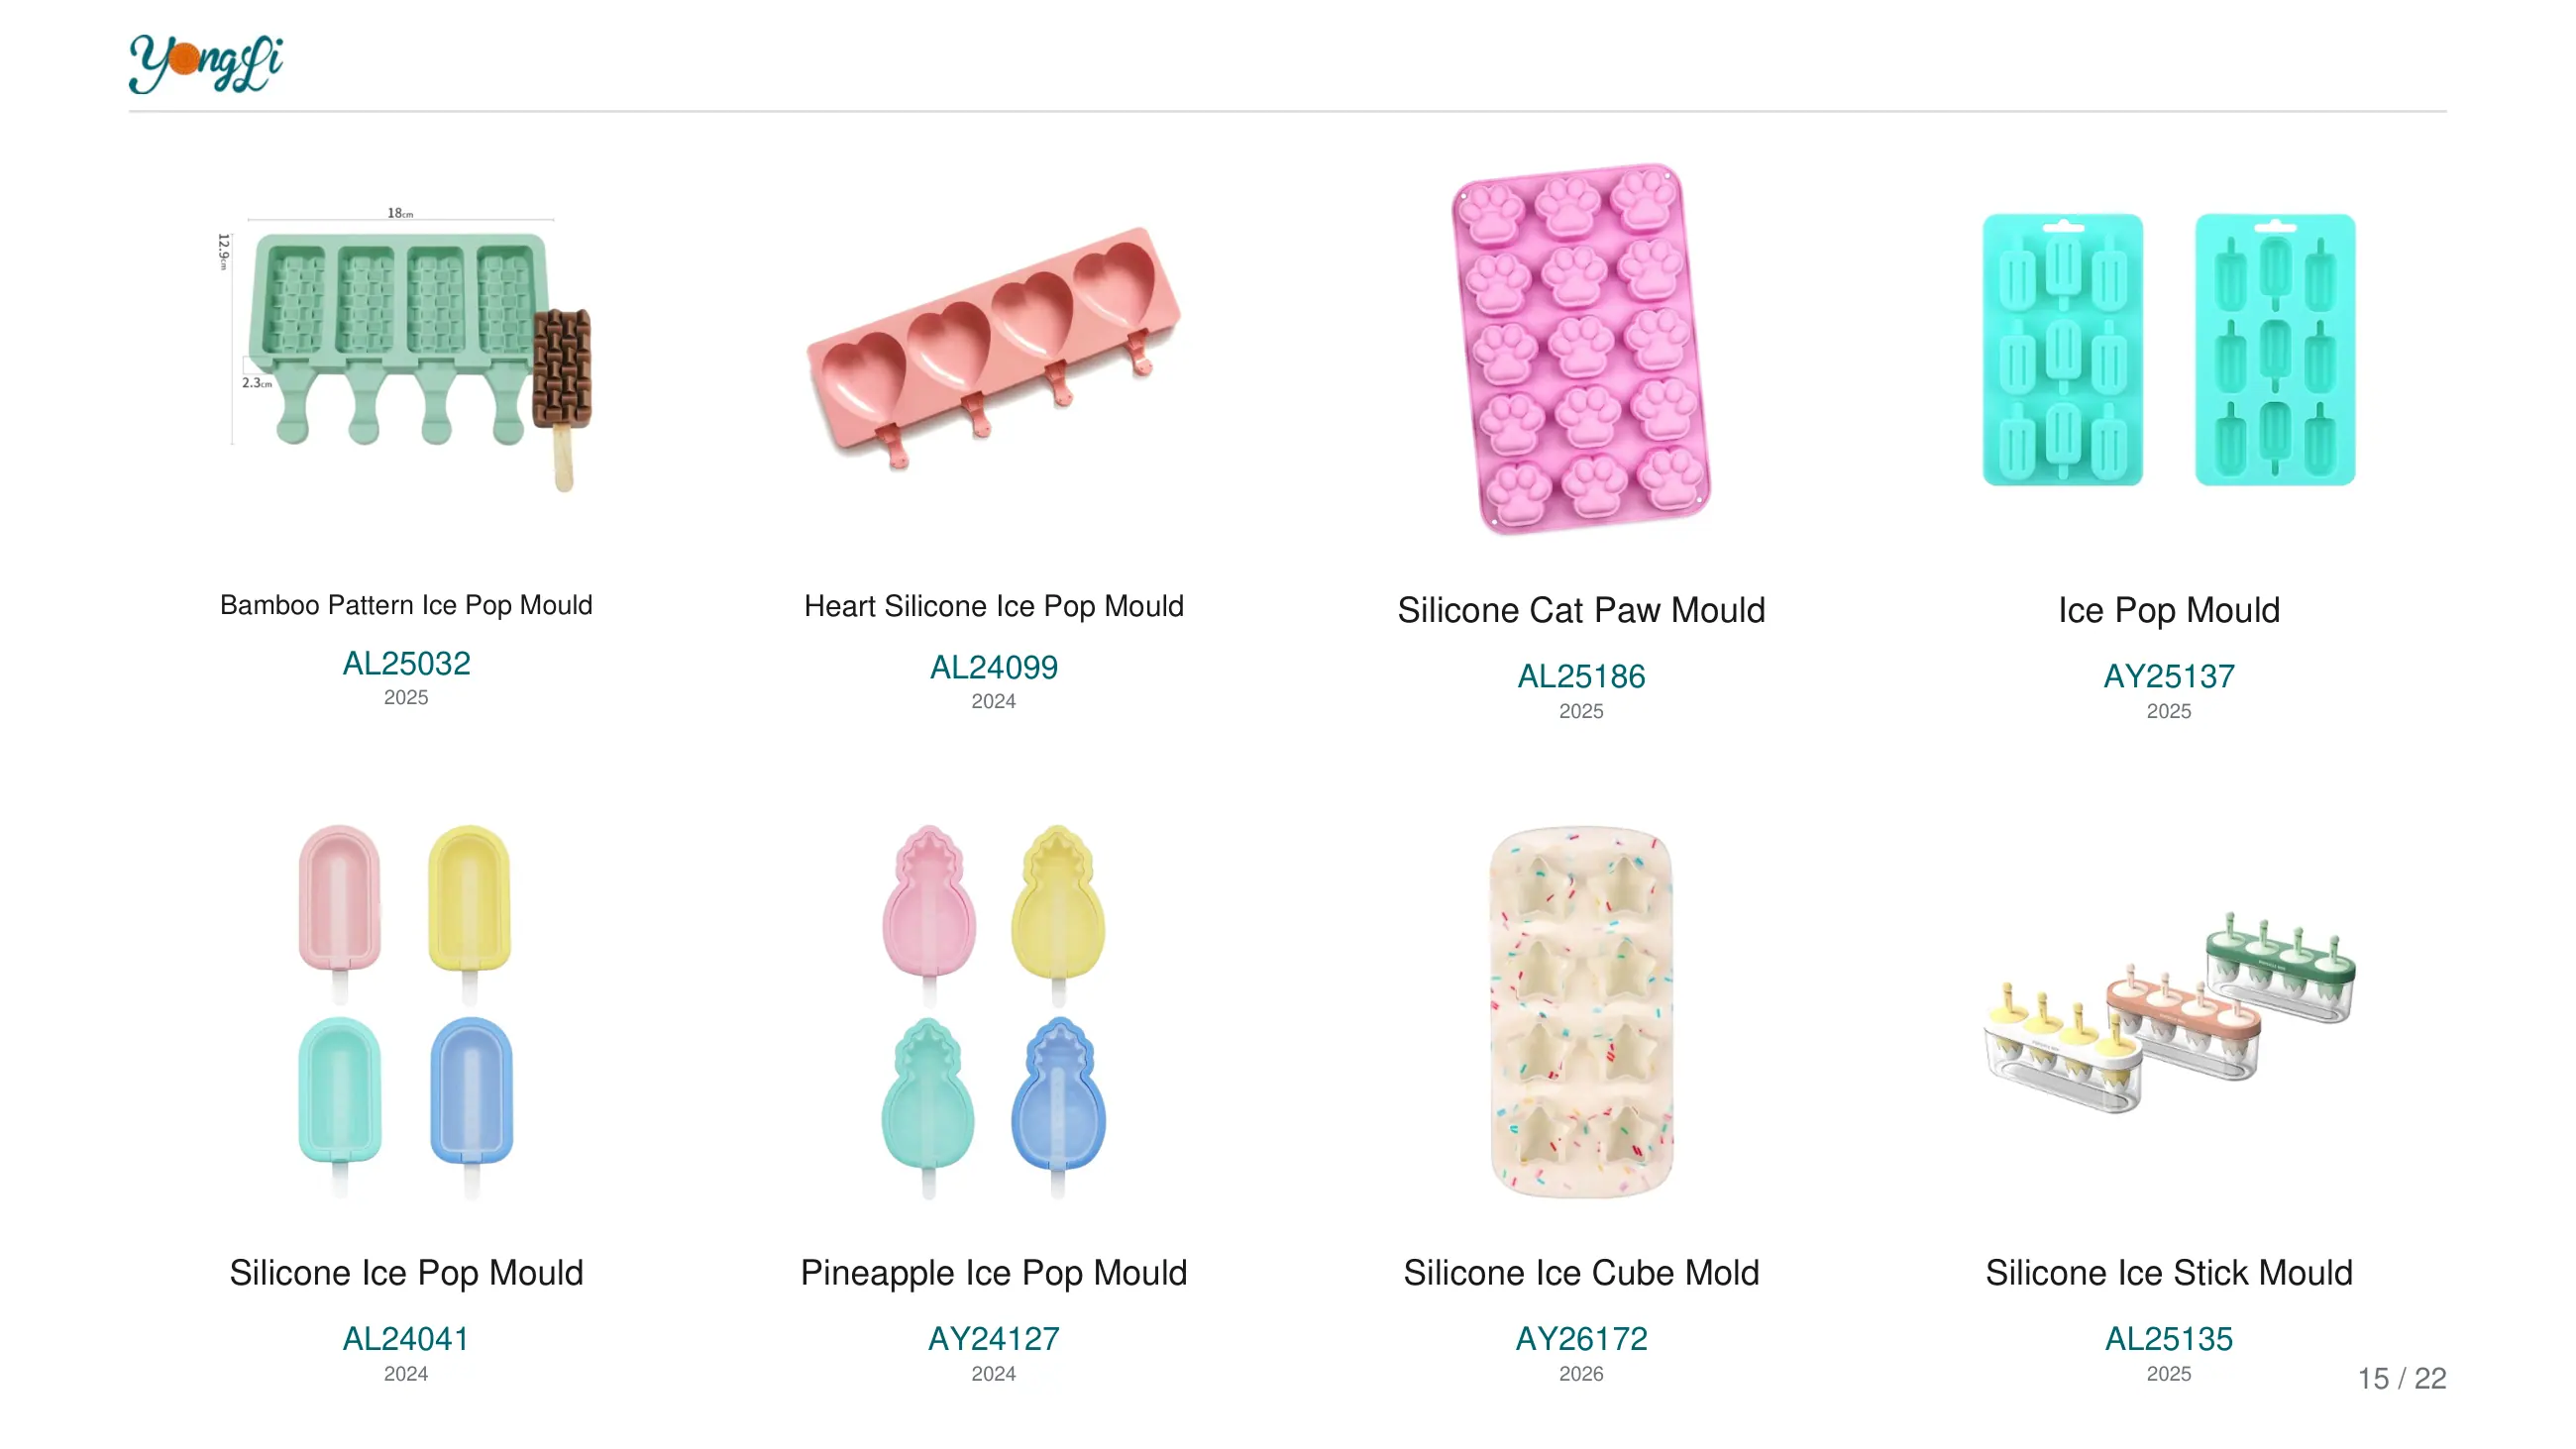 YongLi
18cm
12.9cm
2.3cm
Bamboo Pattern Ice Pop Mould
AL25032
2025
Heart Silicone Ice Pop Mould
AL24099
2024
Silicone Cat Paw Mould
AL25186
2025
Ice Pop Mould
AY25137
2025
Silicone Ice Pop Mould
AL24041
2024
Pineapple Ice Pop Mould
AY24127
2024
Silicone Ice Cube Mold
AY26172
2026
Silicone Ice Stick Mould
AL25135
2025
15 / 22